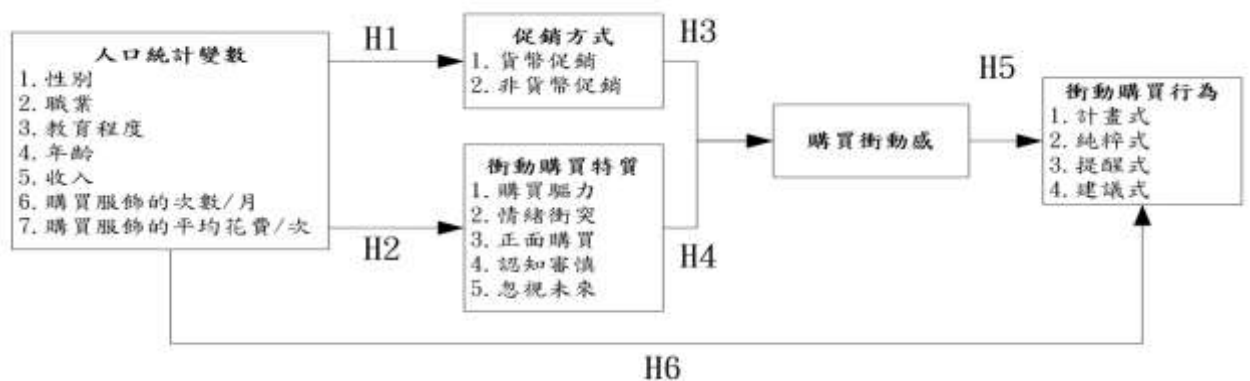 人口統計變數
1. 性別
2. 職業
3. 教育程度
4. 年齡
5. 收入
6. 購買服飾的次數/月
7. 購買服飾的平均花費/次
H1
H2
促銷方式
1. 貨幣促銷
2. 非貨幣促銷
衝動購買特質
1. 購買驅力
2. 情緒衝突
3. 正面購買
4. 認知審慎
5. 忽視未來
H3
H4
購買衝動感
H5
衝動購買行為
1. 計畫式
2. 純粹式
3. 提醒式
4. 建議式
H6